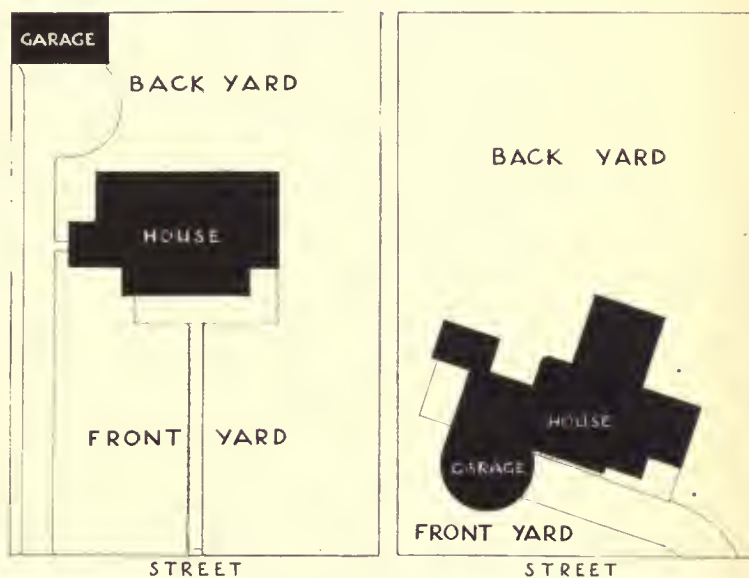 GARAGE
BACK YARD
HOUSE
FRONT YARD
STREET
BACK YARD
HOUSE
GARAGE
FRONT YARD
STREET